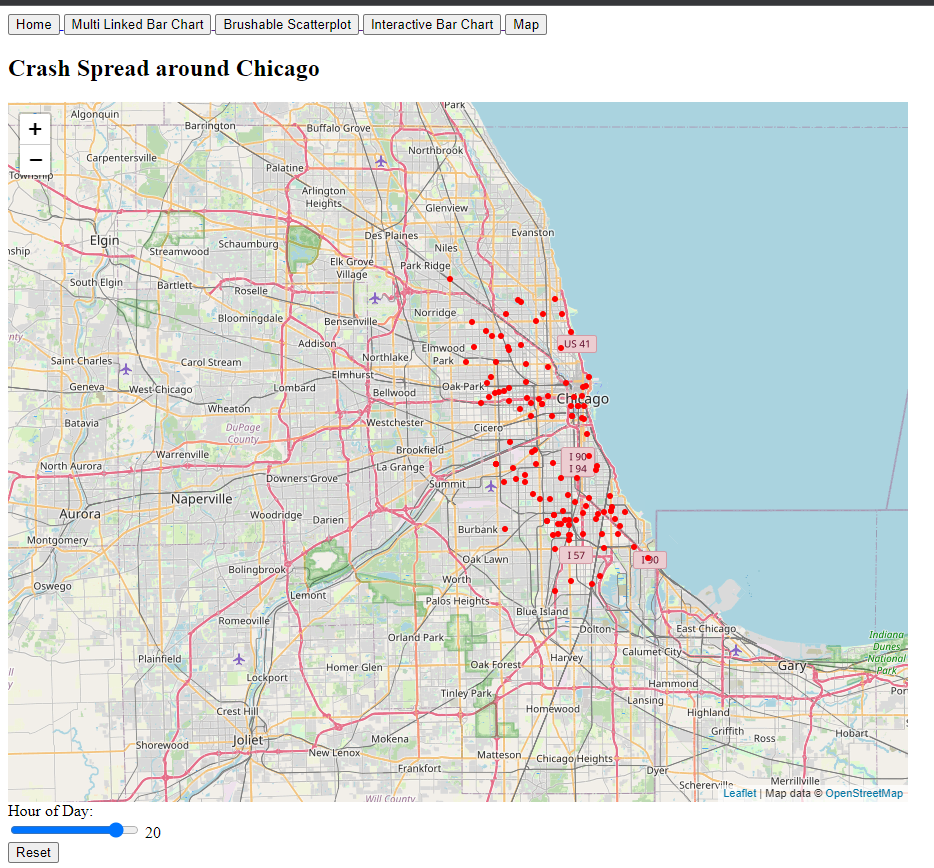 Home Multi Linked Bar Chart Brushable Scatterplot Interactive Bar Chart Map
Crash Spread around Chicago
+
−
Park
Algonquin
Barrington
Buffalo Grove
Northbrook
Carpentersville
Palatine
Township
Arlington
Heights
Glenview
Evanston
Des Plaines
Elgin
Schaumburg
Niles
nship
Streamwood
Elk Grove
Village
Park Ridge
South Elgin
Bartlett
Roselle
Norridge
Bloomingdale
Bensenville
nty
Addison
US 41
Elmwood
Park
Northlake
Saint Charles
Carol Stream
Elmhurst
Geneva
West Chicago
Lombard
Oak Park
Bellwood
Chicago
Wheaton
Batavia
Westchester
DuPage
County
Cicero
Warrenville
Brookfield
I 90
I 94
North Aurora
La Grange
Downers Grove
Summit
Naperville
Aurora
Woodridge
Darien
Burbank
Montgomery
I 57
I 90
Oak Lawn
Bolingbrook
Worth
Oswego
Lemont
Palos Heights
Blue Island
Romeoville
Dolton
East Chicago
Orland Park
Indiana
Dunes
National
Park
Plainfield
Harvey
Calumet City
Homer Glen
Oak Forest
Gary
Lockport
Hammond
Por
Tinley Park
Lansing
Crest Hill
Homewood
Highland
Griffith
Ross
Hobart
Joliet
Mokena
Shorewood
New Lenox
Matteson
Chicago Heights
Frankfort
Dyer
Merrillville
Schererville
Will County
Leaflet | Map data © OpenStreetMap
Hour of Day:
20
Reset